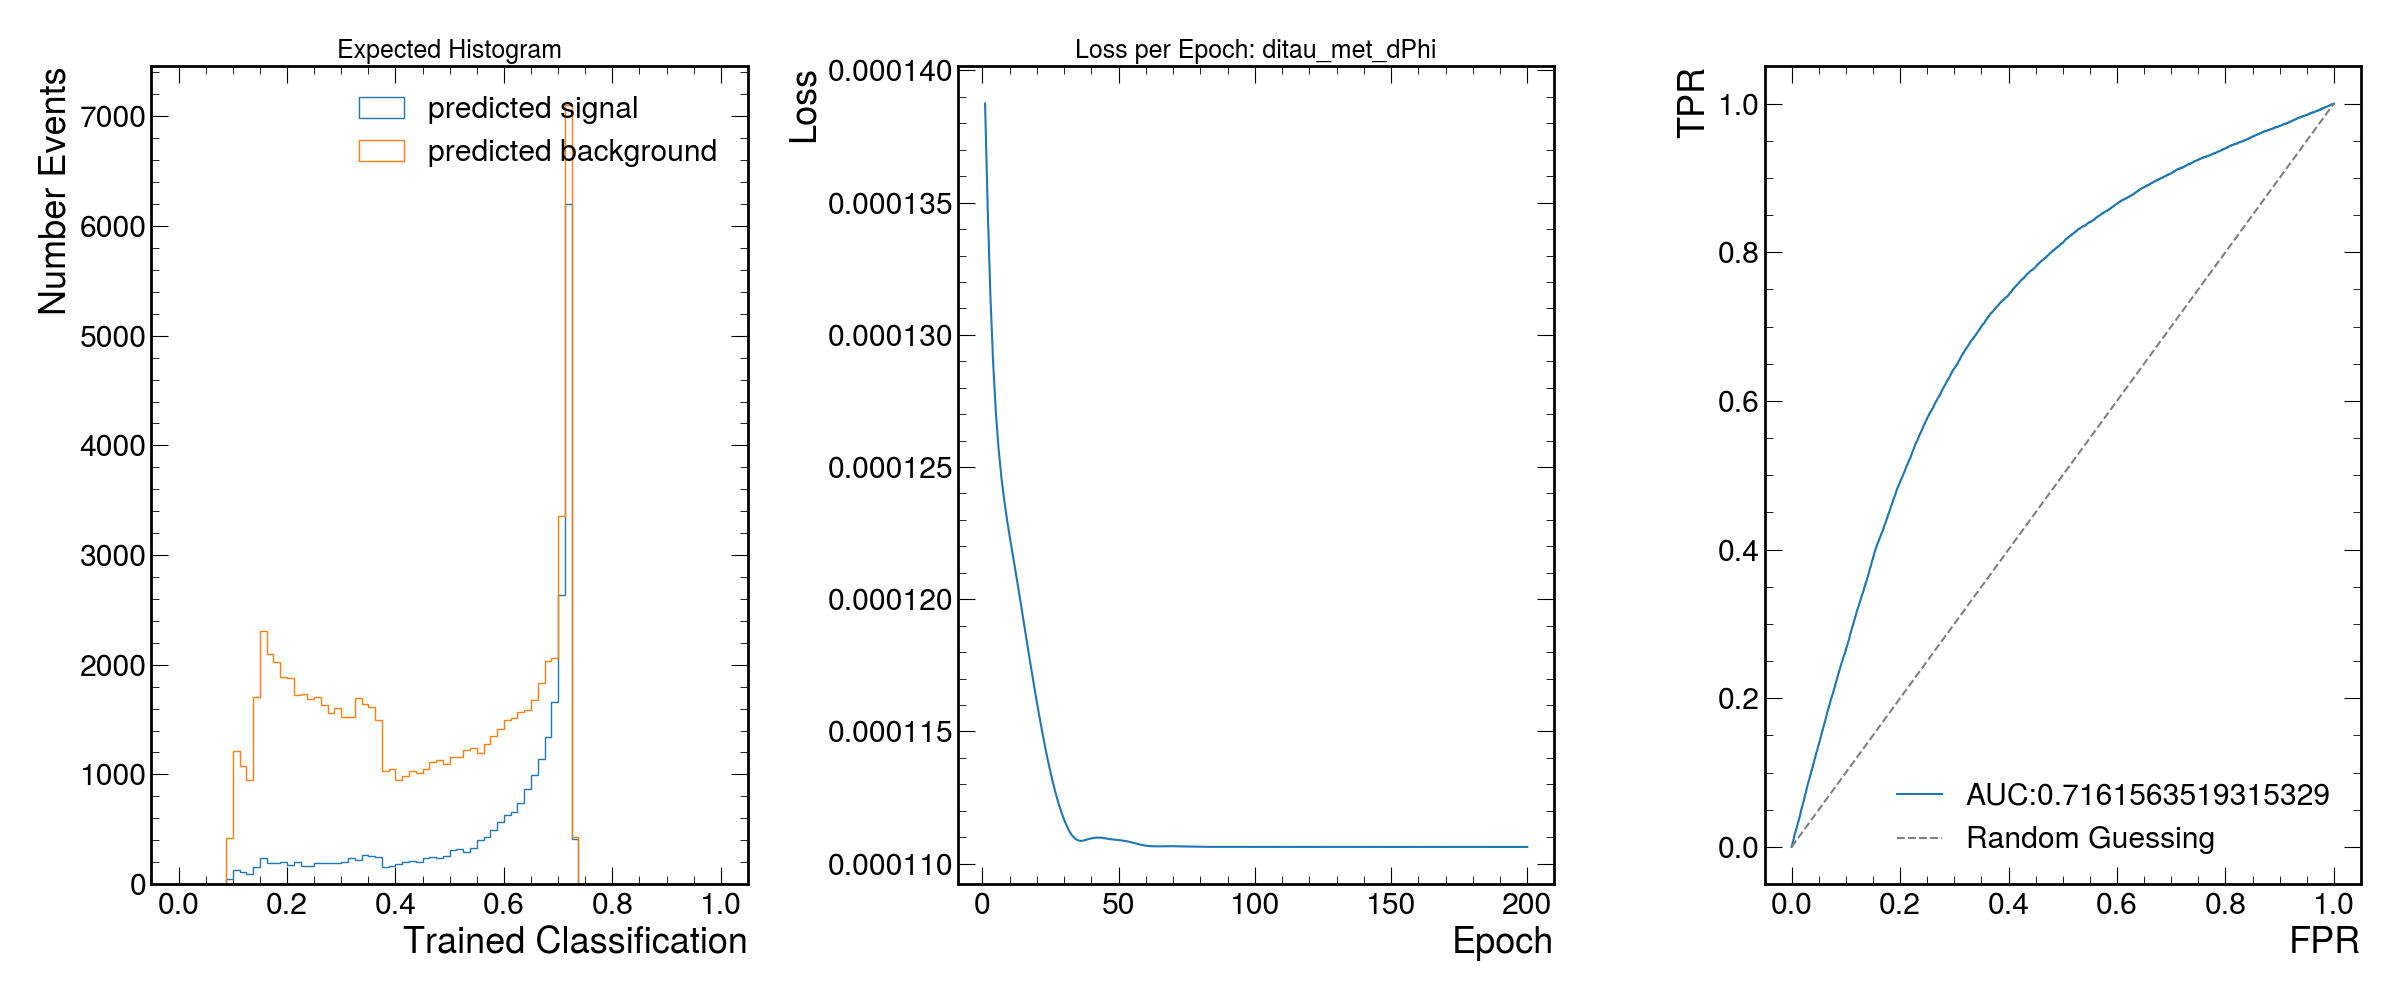 Expected Histogram
Number Events
7000
6000
5000
4000
3000
2000
1000
0
predicted signal
predicted background
0.0 0.2 0.4 0.6 0.8 1.0
Trained Classification
Loss per Epoch: ditau_met_dPhi
Loss
0.000140
0.000135
0.000130
0.000125
0.000120
0.000115
0.000110
0 50 100 150 200
Epoch
TPR
1.0
0.8
0.6
0.4
0.2
0.0
AUC:0.7161563519315329
Random Guessing
0.0 0.2 0.4 0.6 0.8 1.0
FPR